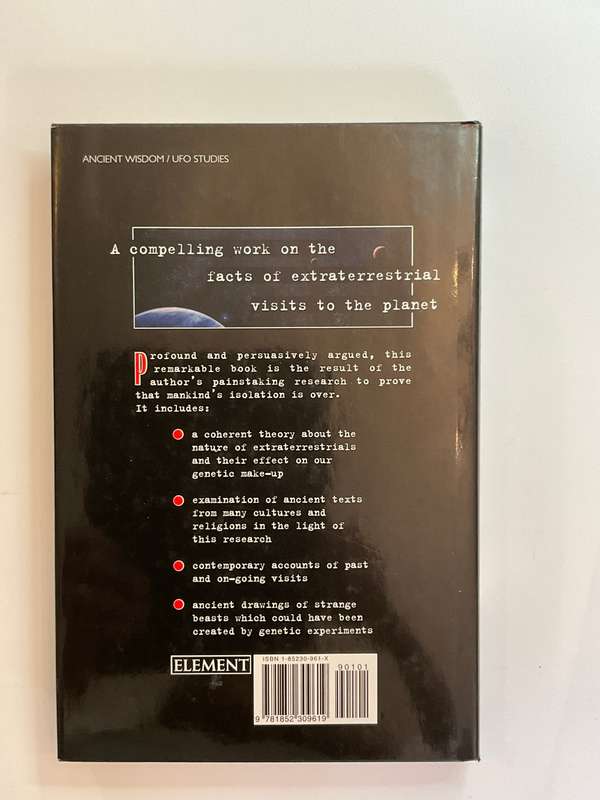 ANCIENT WISDOM / UFO STUDIES
A compelling work on the
facts of extraterrestrial
visits to the planet
Profound and persuasively argued, this
remarkable book is the result of the
author's painstaking research to prove
that mankind's isolation is over.
It includes:
a coherent theory about the
nature of extraterrestrials
and their effect on our
genetic make-up
examination of ancient texts
from many cultures and
religions in the light of
this research
contemporary accounts of past
and on-going visits
ancient drawings of strange
beasts which could have been
created by genetic experiments
ELEMENT
ISBN 1-85230-961-X
90101
9 781852 309619